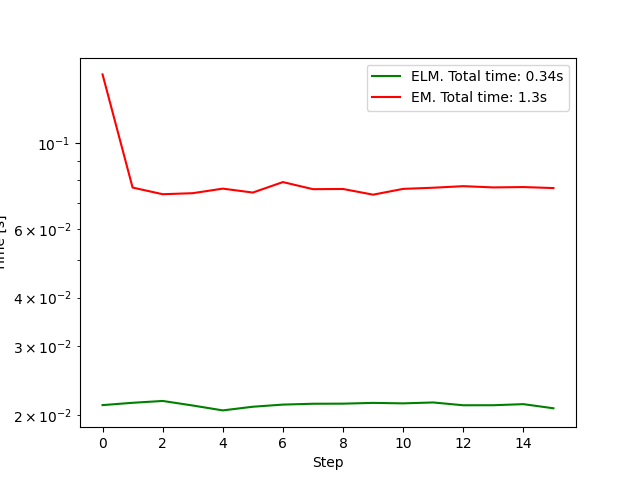 ELM. Total time: 0.34s
EM. Total time: 1.3s
10⁻¹
6 × 10⁻²
4 × 10⁻²
3 × 10⁻²
2 × 10⁻²
Time [s]
0 2 4 6 8 10 12 14
Step